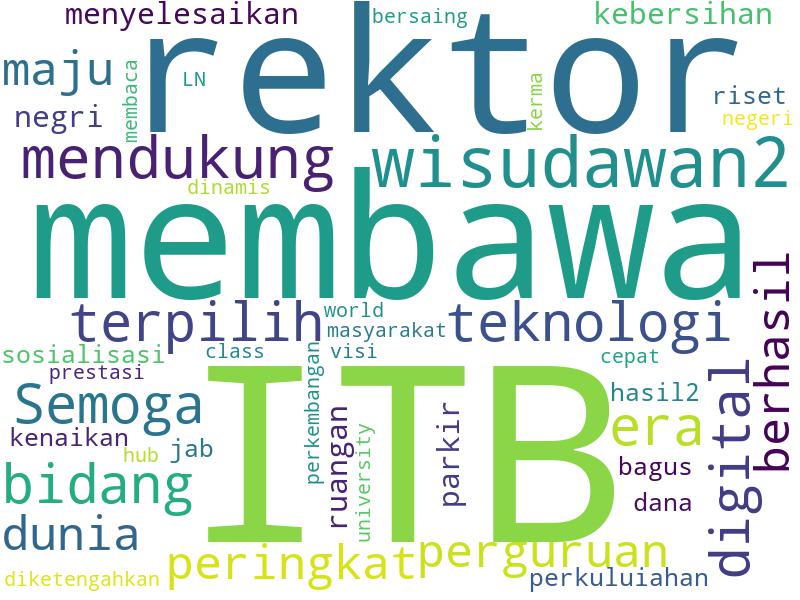 menyelesaikan
bersaing
kebersihan
rektor
maju
LN
membaca
kerma
riset
negri
negeri
mendukung
wisudawan2
dinamis
membawa
berhasil
terpilih
world
teknologi
masyarakat
sosialisasi
class
visi
cepat
prestasi
perkembangan
ITB
digital
Semoga
hasil2
ruangan
parkir
era
kenaikan
jab
university
hub
bagus
bidang
dana
dunia
peringkat
perguruan
diketengahkan
perkuluiahan